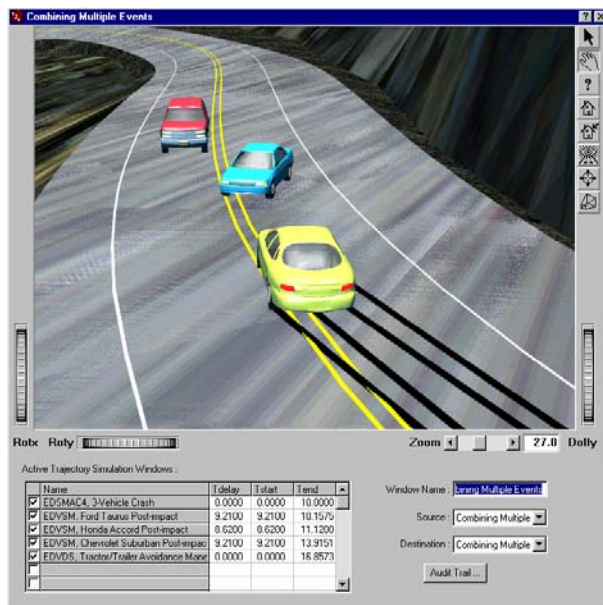 Combining Multiple Events
?
Rotx Roty Zoom 27.0 Dolly
Active Trajectory Simulation Windows :
Name Tdelay Tstart Tend
EDSMAC4, 3-Vehicle Crash 0.0000 0.0000 10.0000
EDVSM, Ford Taurus Post-impact 9.2100 9.2100 10.1575
EDVSM, Honda Accord Post-impact 8.6200 8.6200 11.1200
EDVSM, Chevrolet Suburban Post-impac 9.2100 9.2100 13.9151
EDVDS, Tractor/Trailer Avoidance Mane 0.0000 0.0000 16.8573
Window Name : bining Multiple Events
Source : Combining Multiple
Destination : Combining Multiple
Audit Trail ...